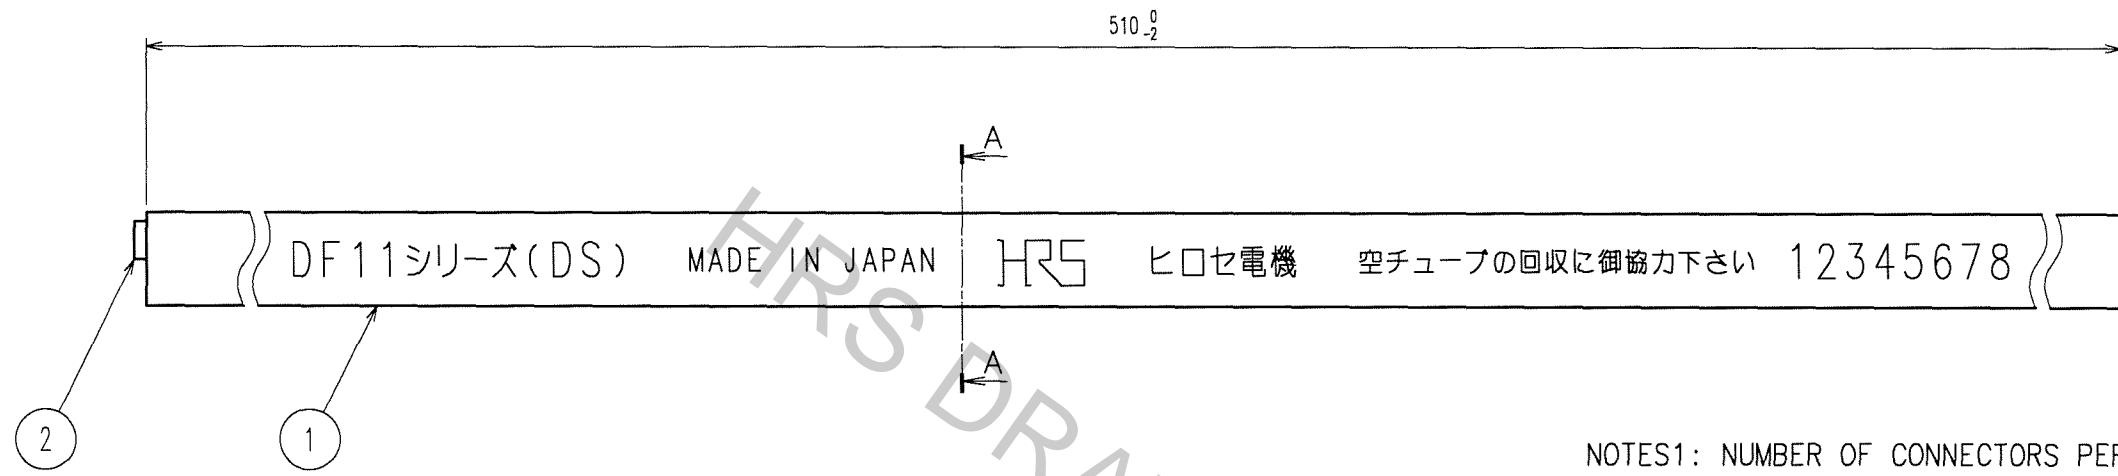 510 0 -2
A
DF11シリーズ(DS) MADE IN JAPAN HRS ヒロセ電機 空チューブの回収に御協力下さい 12345678
A
2 1
HRS DRA
NOTES1: NUMBER OF CONNECTORS PER